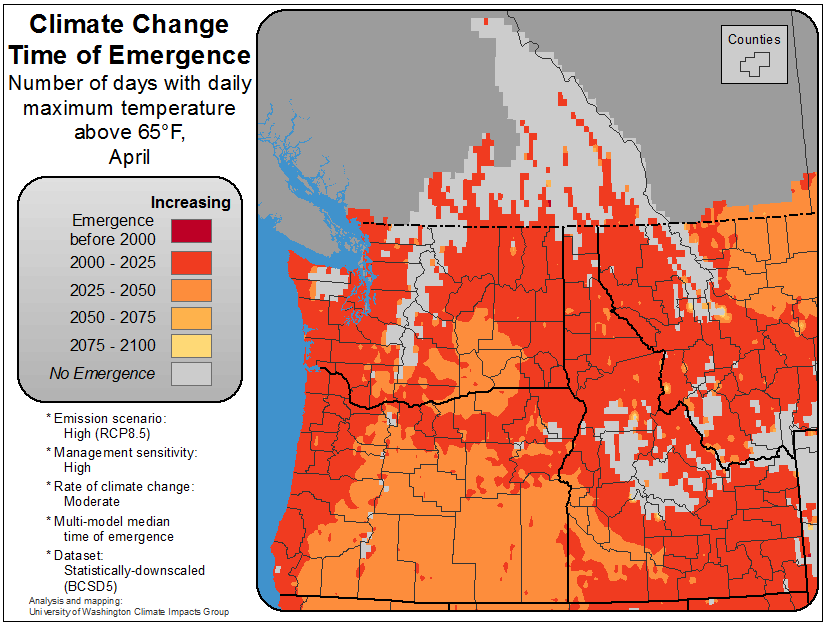 Climate Change
Time of Emergence
Number of days with daily
maximum temperature
above 65°F,
April
Increasing
Emergence
before 2000
2000 - 2025
2025 - 2050
2050 - 2075
2075 - 2100
No Emergence
* Emission scenario:
High (RCP8.5)
* Management sensitivity:
High
* Rate of climate change:
Moderate
* Multi-model median
time of emergence
* Dataset:
Statistically-downscaled
(BCSD5)
Analysis and mapping:
University of Washington Climate Impacts Group
Counties